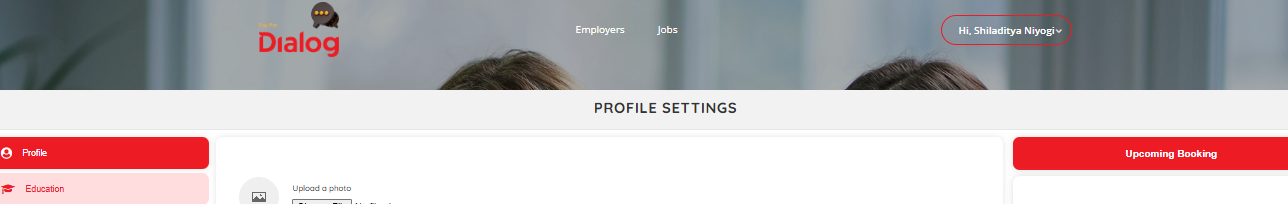 Dialog
Employers
Jobs
Hi, Shiladitya Niyogi
PROFILE SETTINGS
Profile
Education
Upload a photo
Upcoming Booking